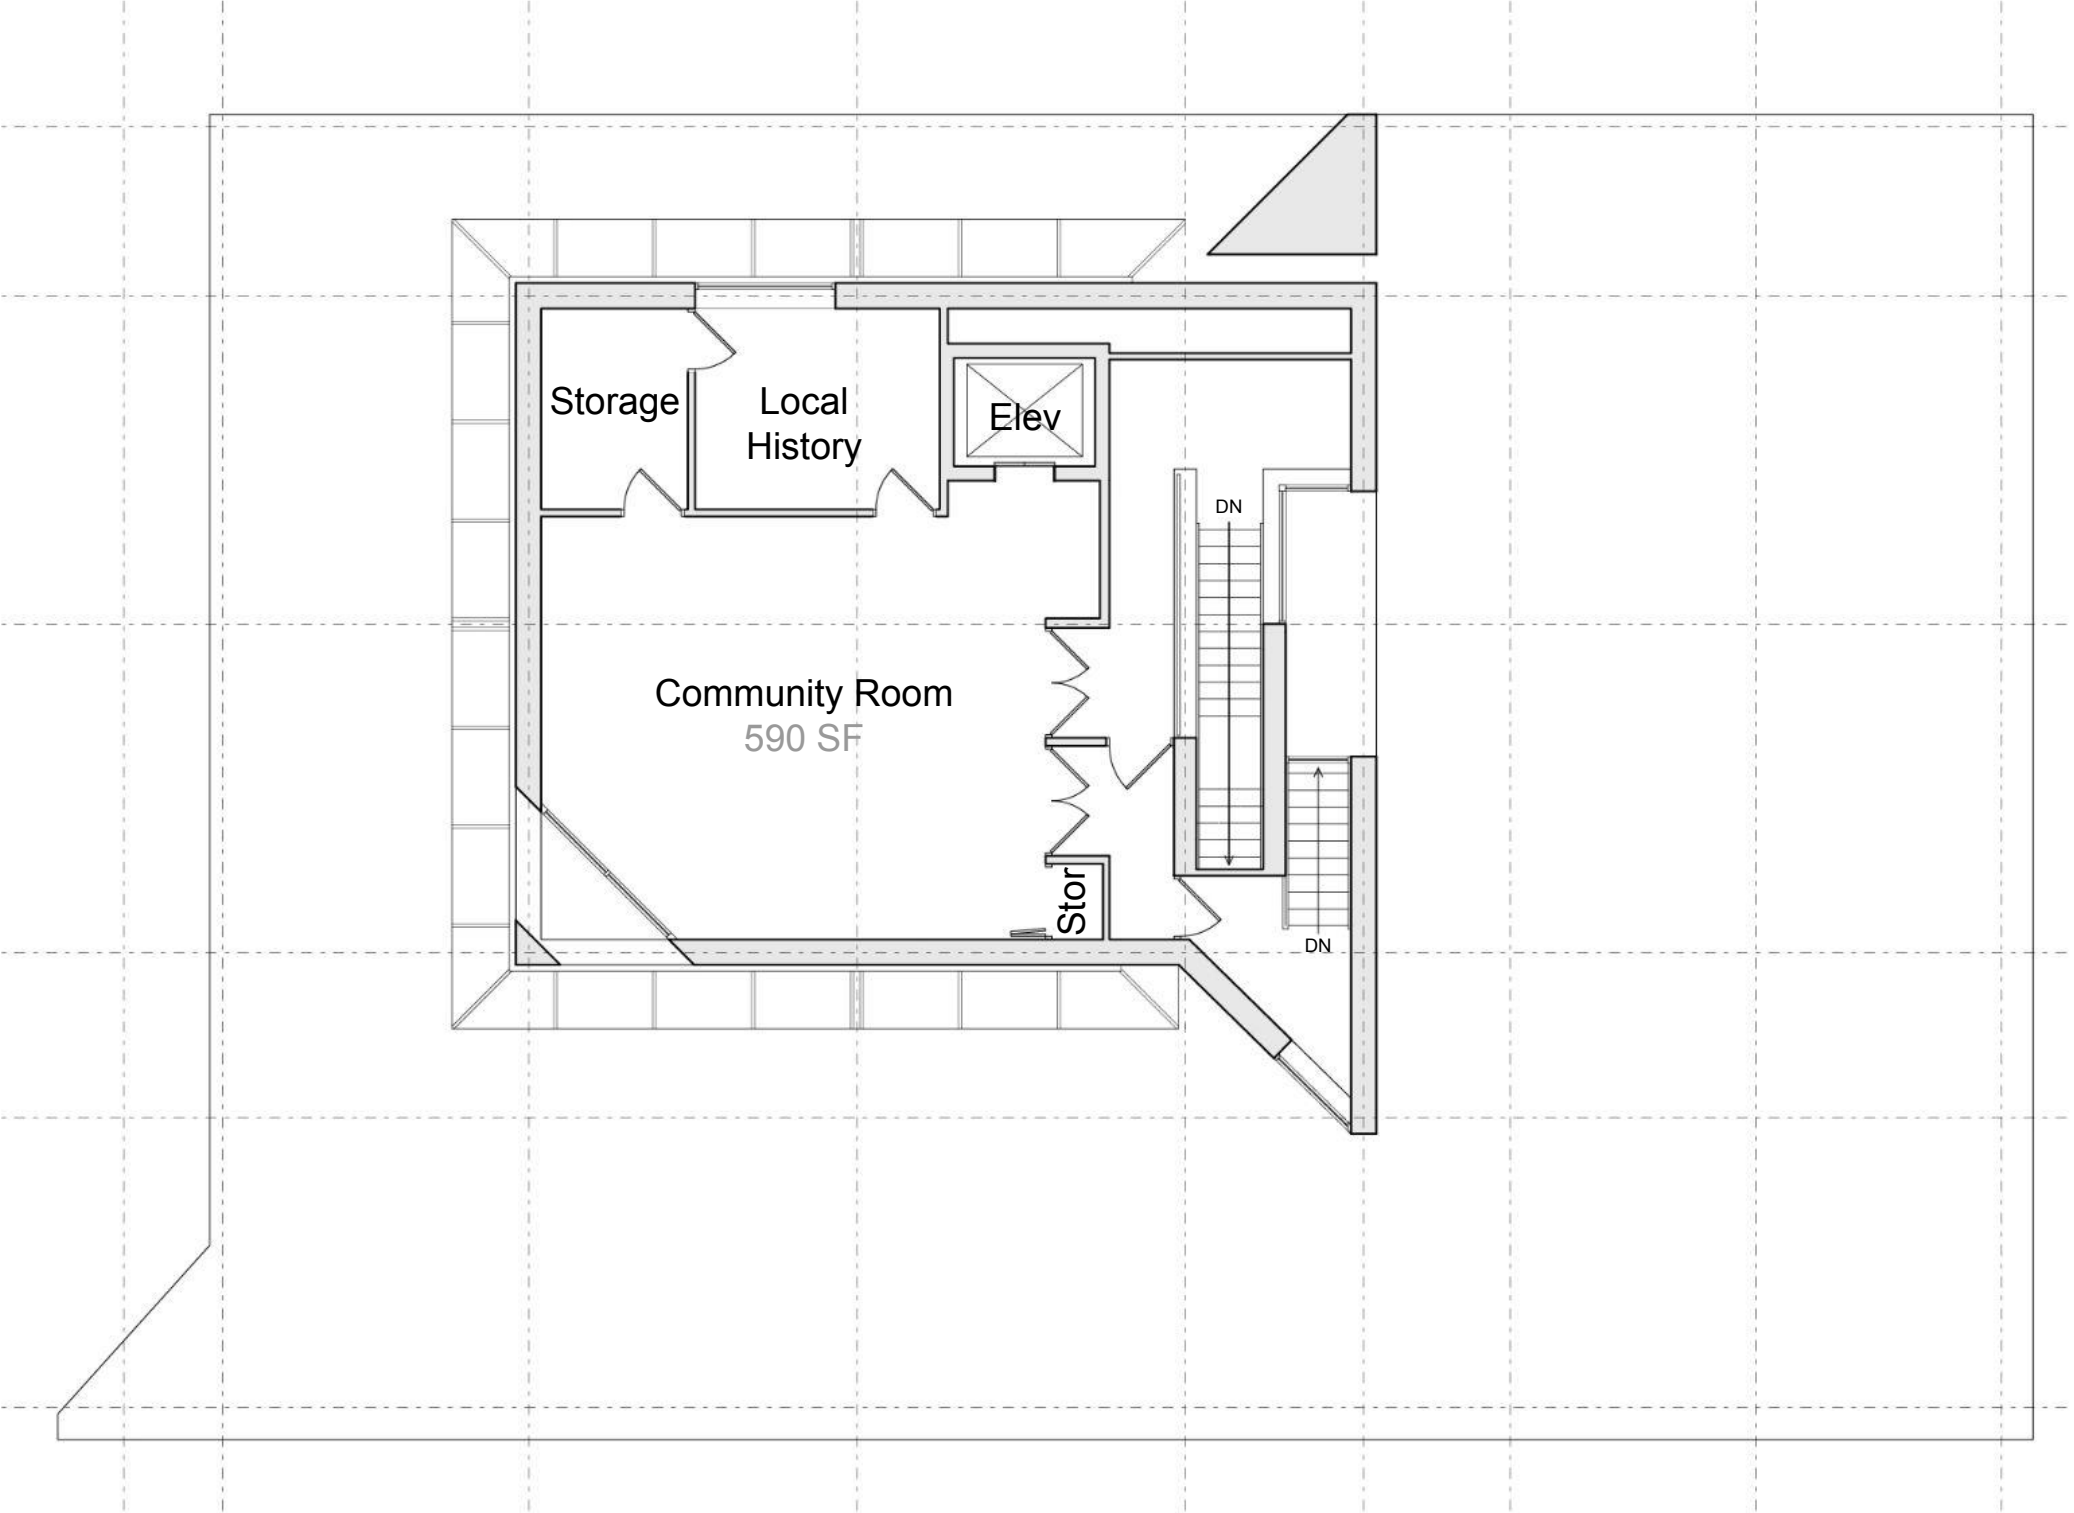 Storage
Local
History
Elev
DN
Community Room
590 SF
Stor
DN